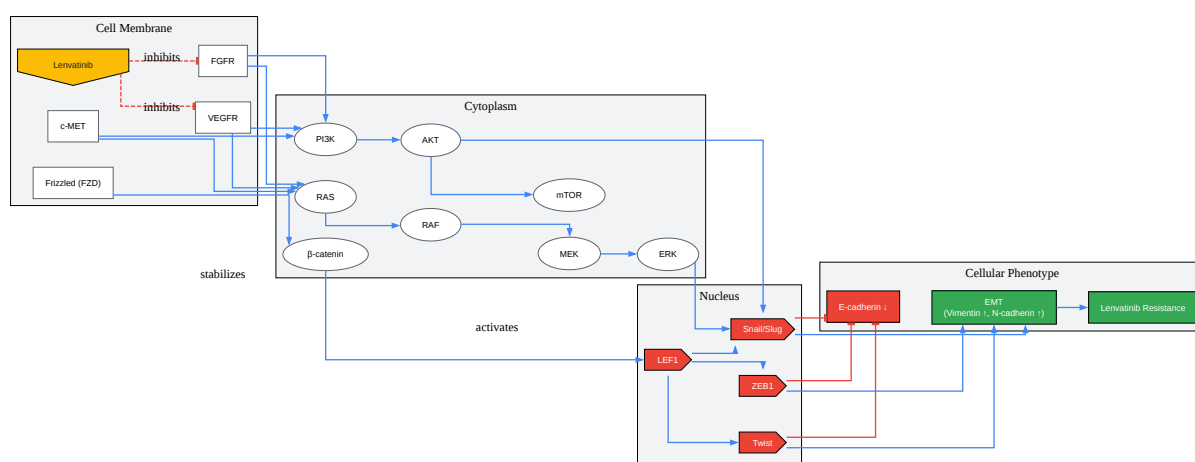 Cell Membrane
Lenvatinib
inhibits
FGFR
inhibits
VEGFR
c-MET
Frizzled (FZD)
Cytoplasm
PI3K
AKT
RAS
mTOR
RAF
β-catenin
MEK
ERK
stabilizes
activates
Nucleus
Snail/Slug
LEF1
ZEB1
Twist
Cellular Phenotype
E-cadherin ↓
EMT
(Vimentin ↑, N-cadherin ↑)
Lenvatinib Resistance